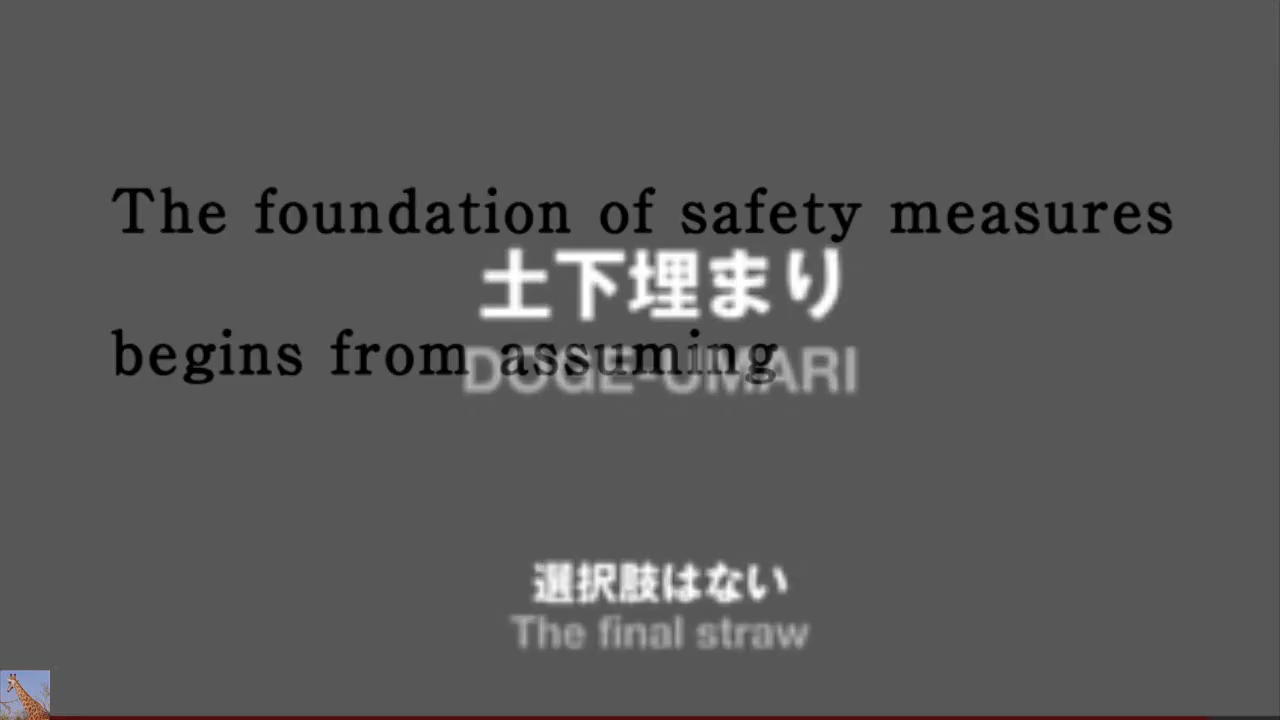 The foundation of safety measures
土下埋まり
begins from assuming
DOGE-UMARI
選択肢はない
The final straw